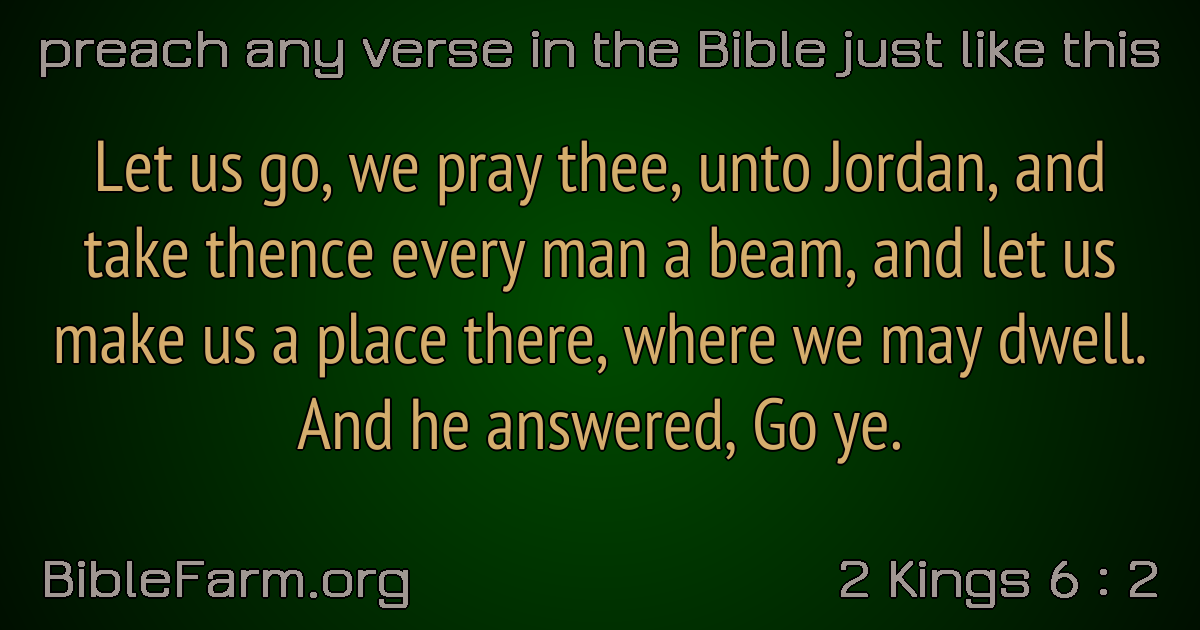 preach any verse in the Bible just like this
Let us go, we pray thee, unto Jordan, and
take thence every man a beam, and let us
make us a place there, where we may dwell.
And he answered, Go ye.
BibleFarm.org
2 Kings 6 : 2